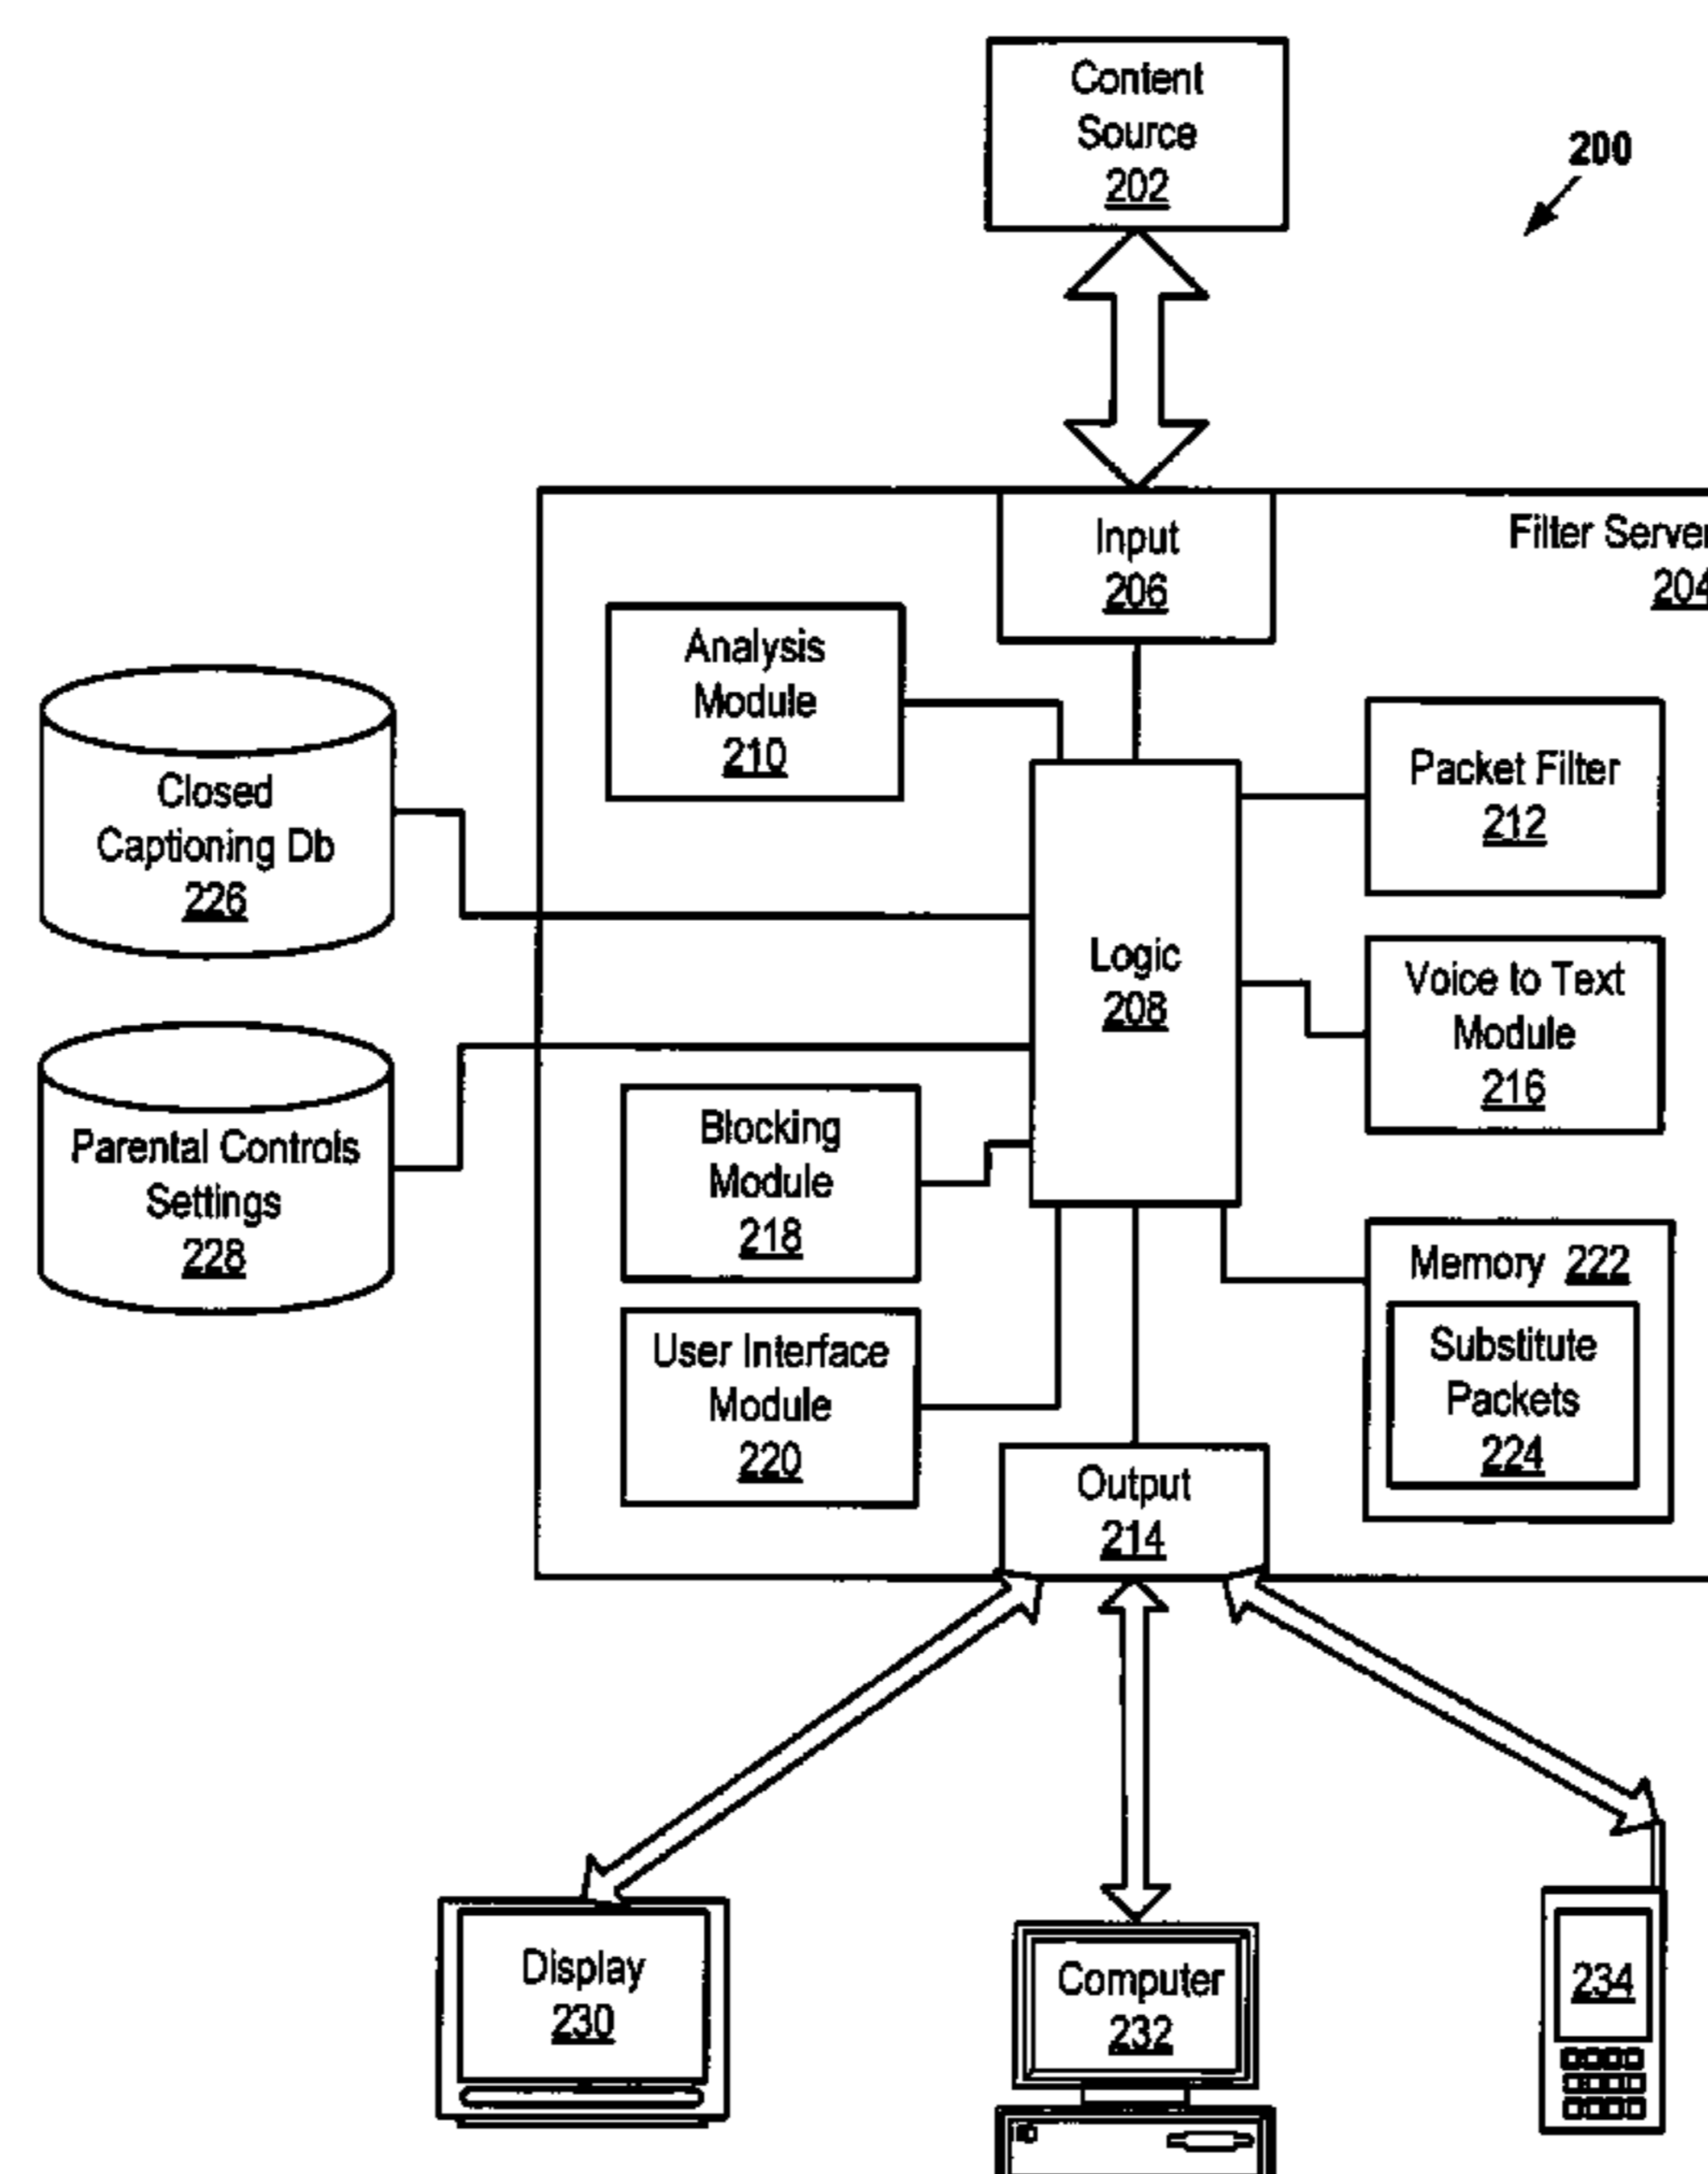 Content
Source
202
200
Input
206
Filter Server
204
Analysis
Module
210
Packet Filter
212
Closed
Captioning Db
226
Logic
208
Voice to Text
Module
216
Parental Controls
Settings
228
Blocking
Module
218
Memory 222
Substitute
Packets
224
User Interface
Module
220
Output
214
Display
230
Computer
232
234